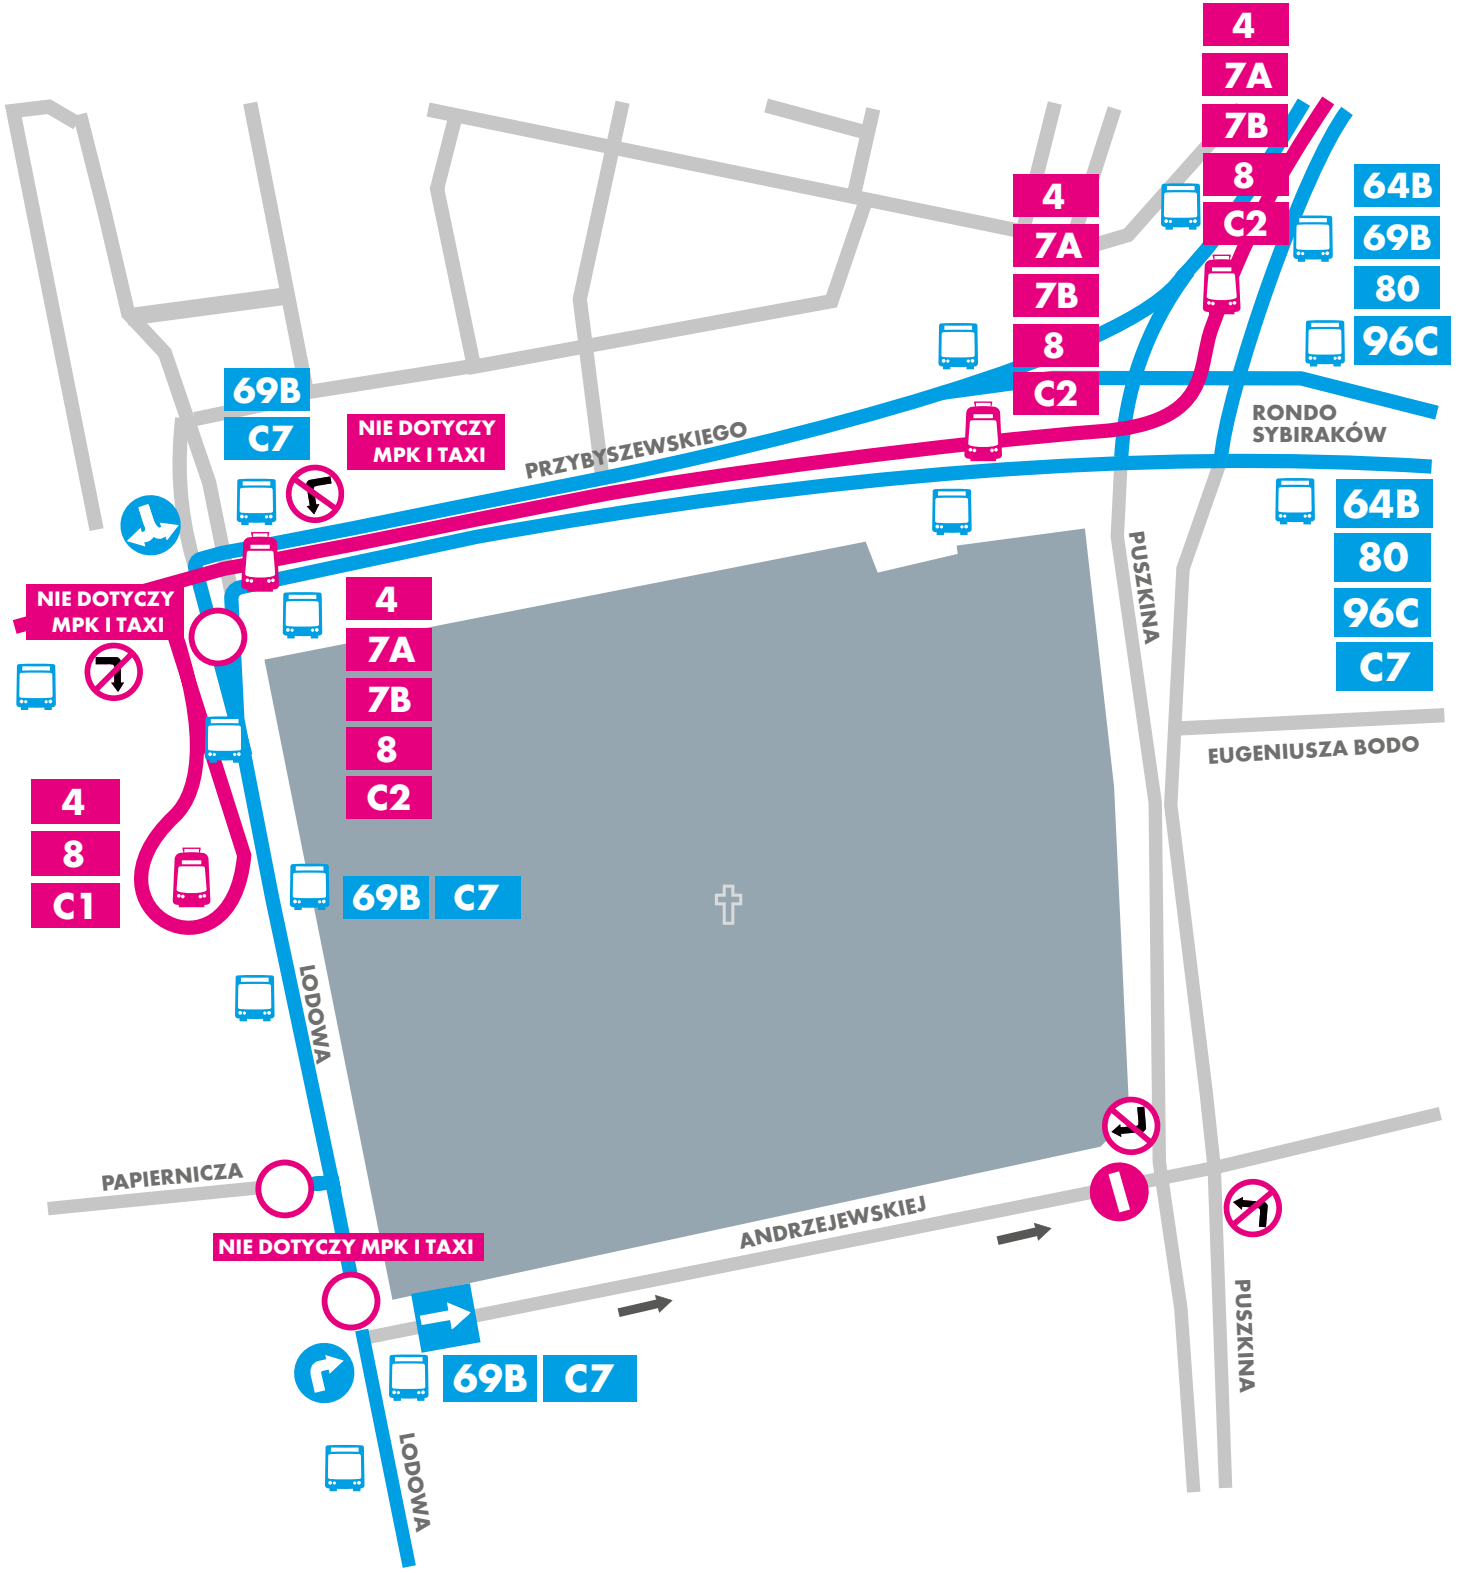 4
7A
7B
8
C2
4
7A
7B
8
C2
64B
69B
80
96C
69B
C7
NIE DOTYCZY
MPK I TAXI
PRZYBYSZEWSKIEGO
RONDO
SYBIRAKÓW
64B
80
96C
C7
PUSZKINA
NIE DOTYCZY
MPK I TAXI
4
7A
7B
8
C2
EUGENIUSZA BODO
4
8
C1
69B C7
LODOWA
PAPIERNICZA
ANDRZEJEWSKIEJ
NIE DOTYCZY MPK I TAXI
PUSZKINA
69B C7
LODOWA